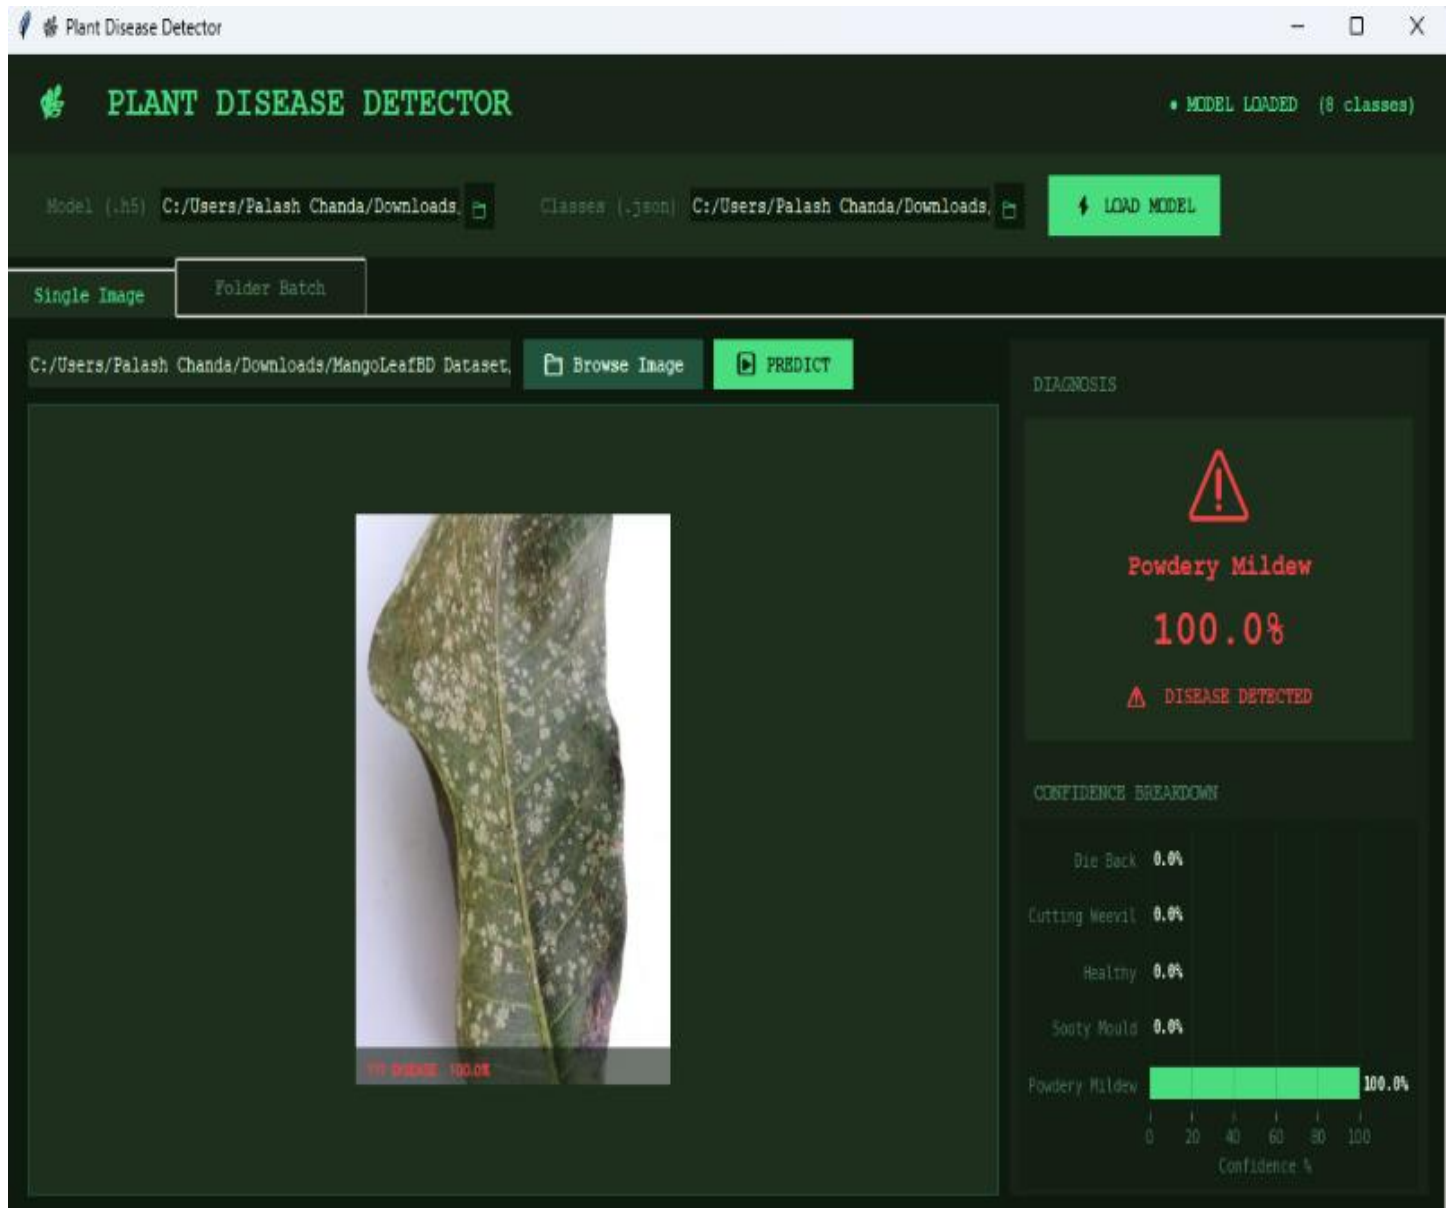 Plant Disease Detector
PLANT DISEASE DETECTOR
• MODEL LOADED (8 classes)
Model (.h5) C:/Users/Palash Chanda/Downloads, Classes (.json) C:/Users/Palash Chanda/Downloads, LOAD MODEL
Single Image Folder Batch
C:/Users/Palash Chanda/Downloads/MangoLeafBD Dataset, Browse Image PREDICT
DIAGNOSIS
Powdery Mildew
100.0%
DISEASE DETECTED
100.0%
CONFIDENCE BREAKDOWN
Die Back 0.0%
Cutting Weevil 0.0%
Healthy 0.0%
Sooty Mould 0.0%
Powdery Mildew 100.0%
0 20 40 60 80 100
Confidence %